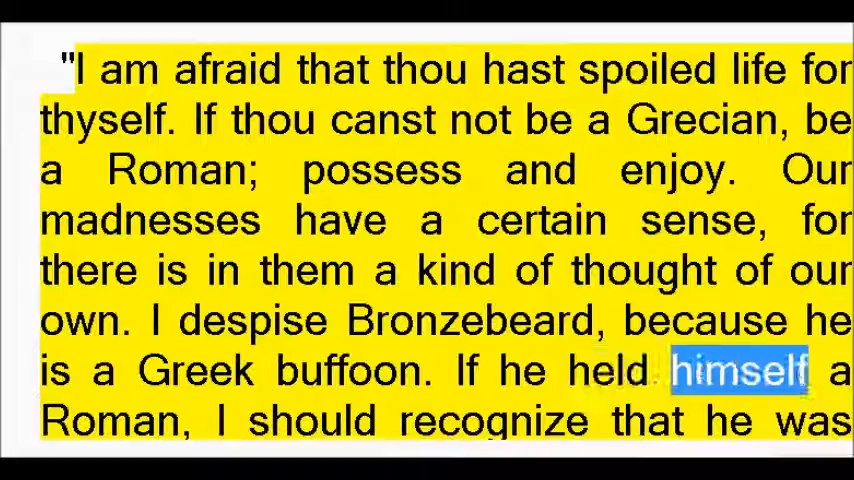 "I am afraid that thou hast spoiled life for
thyself. If thou canst not be a Grecian, be
a Roman; possess and enjoy. Our
madnesses have a certain sense, for
there is in them a kind of thought of our
own. I despise Bronzebeard, because he
is a Greek buffoon. If he held himself a
Roman, I should recognize that he was